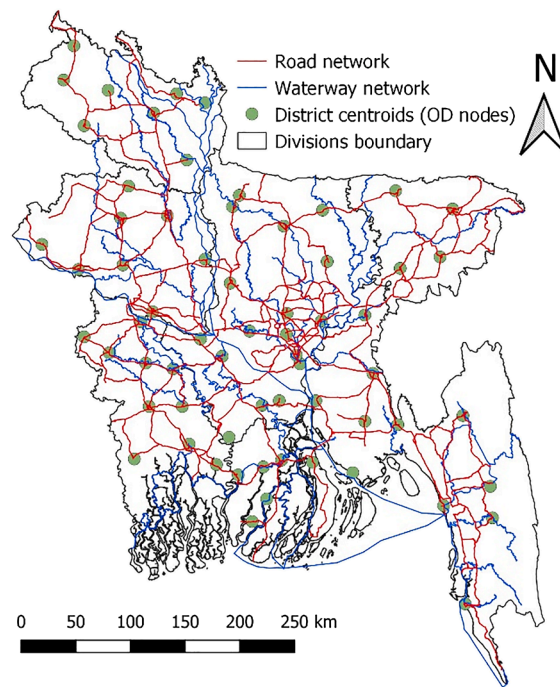 Road network
Waterway network
District centroids (OD nodes)
Divisions boundary
N
0 50 100 150 200 250 km